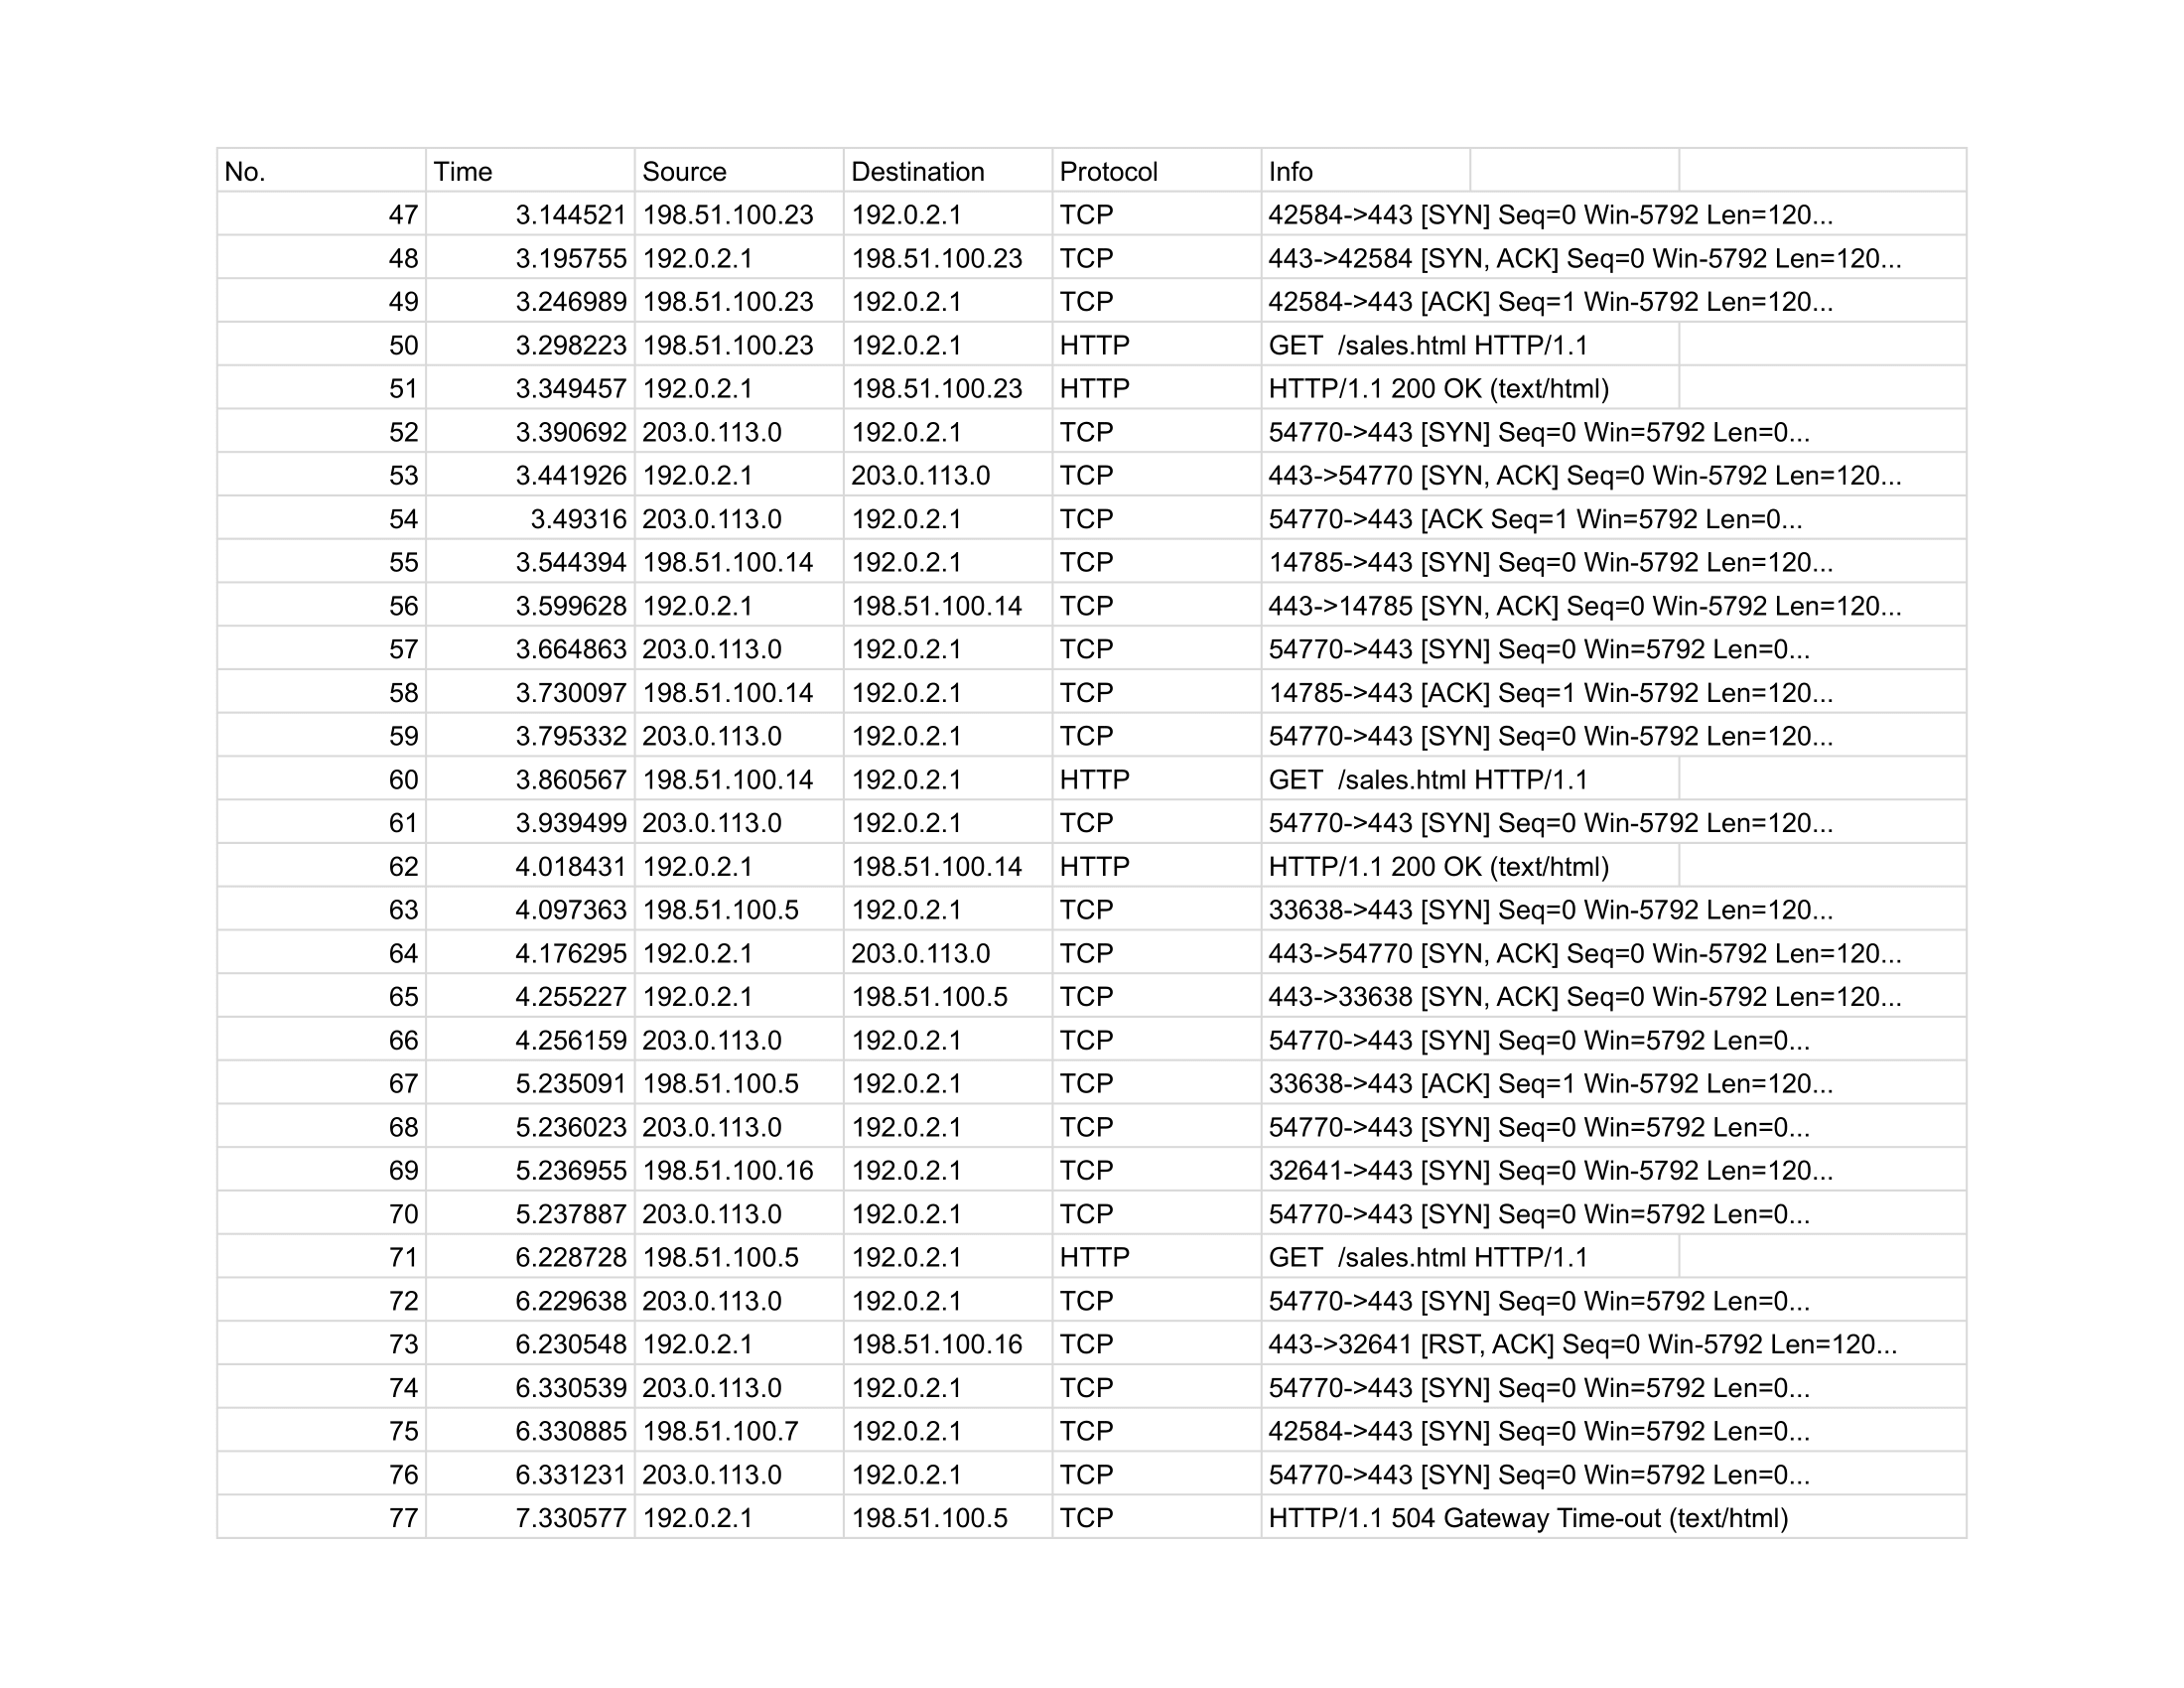 No. Time Source Destination Protocol Info
47 3.144521 198.51.100.23 192.0.2.1 TCP 42584->443 [SYN] Seq=0 Win-5792 Len=120...
48 3.195755 192.0.2.1 198.51.100.23 TCP 443->42584 [SYN, ACK] Seq=0 Win-5792 Len=120...
49 3.246989 198.51.100.23 192.0.2.1 TCP 42584->443 [ACK] Seq=1 Win-5792 Len=120...
50 3.298223 198.51.100.23 192.0.2.1 HTTP GET  /sales.html HTTP/1.1
51 3.349457 192.0.2.1 198.51.100.23 HTTP HTTP/1.1 200 OK (text/html)
52 3.390692 203.0.113.0 192.0.2.1 TCP 54770->443 [SYN] Seq=0 Win=5792 Len=0...
53 3.441926 192.0.2.1 203.0.113.0 TCP 443->54770 [SYN, ACK] Seq=0 Win-5792 Len=120...
54 3.49316 203.0.113.0 192.0.2.1 TCP 54770->443 [ACK Seq=1 Win=5792 Len=0...
55 3.544394 198.51.100.14 192.0.2.1 TCP 14785->443 [SYN] Seq=0 Win-5792 Len=120...
56 3.599628 192.0.2.1 198.51.100.14 TCP 443->14785 [SYN, ACK] Seq=0 Win-5792 Len=120...
57 3.664863 203.0.113.0 192.0.2.1 TCP 54770->443 [SYN] Seq=0 Win=5792 Len=0...
58 3.730097 198.51.100.14 192.0.2.1 TCP 14785->443 [ACK] Seq=1 Win-5792 Len=120...
59 3.795332 203.0.113.0 192.0.2.1 TCP 54770->443 [SYN] Seq=0 Win-5792 Len=120...
60 3.860567 198.51.100.14 192.0.2.1 HTTP GET  /sales.html HTTP/1.1
61 3.939499 203.0.113.0 192.0.2.1 TCP 54770->443 [SYN] Seq=0 Win-5792 Len=120...
62 4.018431 192.0.2.1 198.51.100.14 HTTP HTTP/1.1 200 OK (text/html)
63 4.097363 198.51.100.5 192.0.2.1 TCP 33638->443 [SYN] Seq=0 Win-5792 Len=120...
64 4.176295 192.0.2.1 203.0.113.0 TCP 443->54770 [SYN, ACK] Seq=0 Win-5792 Len=120...
65 4.255227 192.0.2.1 198.51.100.5 TCP 443->33638 [SYN, ACK] Seq=0 Win-5792 Len=120...
66 4.256159 203.0.113.0 192.0.2.1 TCP 54770->443 [SYN] Seq=0 Win=5792 Len=0...
67 5.235091 198.51.100.5 192.0.2.1 TCP 33638->443 [ACK] Seq=1 Win-5792 Len=120...
68 5.236023 203.0.113.0 192.0.2.1 TCP 54770->443 [SYN] Seq=0 Win=5792 Len=0...
69 5.236955 198.51.100.16 192.0.2.1 TCP 32641->443 [SYN] Seq=0 Win-5792 Len=120...
70 5.237887 203.0.113.0 192.0.2.1 TCP 54770->443 [SYN] Seq=0 Win=5792 Len=0...
71 6.228728 198.51.100.5 192.0.2.1 HTTP GET  /sales.html HTTP/1.1
72 6.229638 203.0.113.0 192.0.2.1 TCP 54770->443 [SYN] Seq=0 Win=5792 Len=0...
73 6.230548 192.0.2.1 198.51.100.16 TCP 443->32641 [RST, ACK] Seq=0 Win-5792 Len=120...
74 6.330539 203.0.113.0 192.0.2.1 TCP 54770->443 [SYN] Seq=0 Win=5792 Len=0...
75 6.330885 198.51.100.7 192.0.2.1 TCP 42584->443 [SYN] Seq=0 Win=5792 Len=0...
76 6.331231 203.0.113.0 192.0.2.1 TCP 54770->443 [SYN] Seq=0 Win=5792 Len=0...
77 7.330577 192.0.2.1 198.51.100.5 TCP HTTP/1.1 504 Gateway Time-out (text/html)